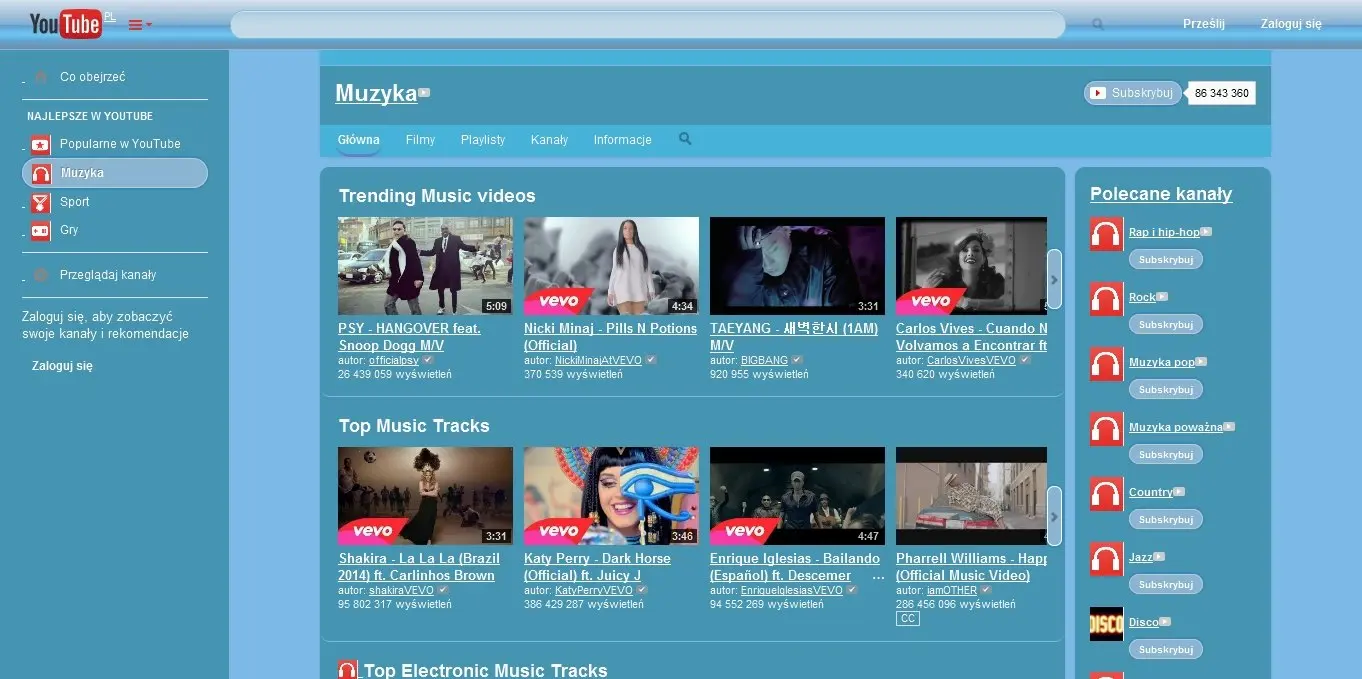 YouTube PL
Prześlij
Zaloguj się
Co obejrzeć
NAJLEPSZE W YOUTUBE
Popularne w YouTube
Muzyka
Sport
Gry
Przeglądaj kanały
Zaloguj się, aby zobaczyć
swoje kanały i rekomendacje
Zaloguj się
Muzyka
Subskrybuj
86 343 360
Główna
Filmy
Playlisty
Kanały
Informacje
Trending Music videos
5:09
PSY - HANGOVER feat.
Snoop Dogg M/V
autor: officialpsy
26 439 059 wyświetleń
vevo
4:34
Nicki Minaj - Pills N Potions
(Official)
autor: NickiMinajAtVEVO
370 539 wyświetleń
3:31
TAEYANG - 새벽한시 (1AM)
M/V
autor: BIGBANG
920 955 wyświetleń
vevo
Carlos Vives - Cuando N
Volvamos a Encontrar ft
autor: CarlosVivesVEVO
340 620 wyświetleń
Top Music Tracks
vevo
3:31
Shakira - La La La (Brazil
2014) ft. Carlinhos Brown
autor: shakiraVEVO
95 802 317 wyświetleń
vevo
3:46
Katy Perry - Dark Horse
(Official) ft. Juicy J
autor: KatyPerryVEVO
386 429 287 wyświetleń
vevo
4:47
Enrique Iglesias - Bailando
(Español) ft. Descemer ...
autor: EnriqueIglesiasVEVO
94 552 269 wyświetleń
Pharrell Williams - Happ
(Official Music Video)
autor: iamOTHER
286 456 096 wyświetleń
CC
Top Electronic Music Tracks
Polecane kanały
Rap i hip-hop
Subskrybuj
Rock
Subskrybuj
Muzyka pop
Subskrybuj
Muzyka poważna
Subskrybuj
Country
Subskrybuj
Jazz
Subskrybuj
DISCO
Disco
Subskrybuj